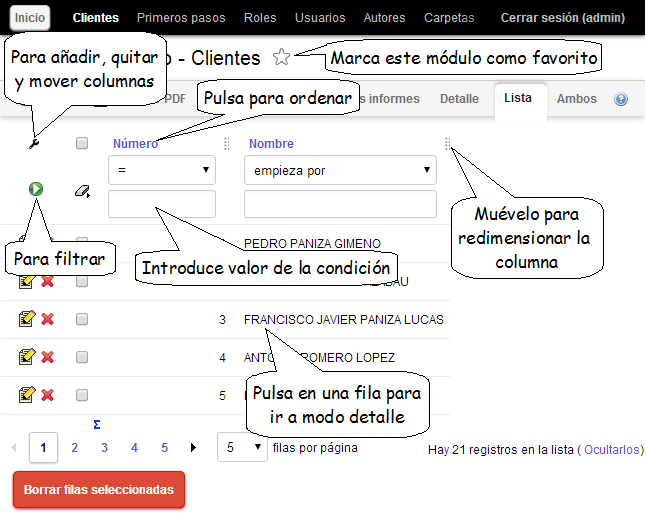 Inicio Clientes Primeros pasos Roles Usuarios Autores Carpetas Cerrar sesión (admin)
Para añadir, quitar
y mover columnas
- Clientes
Marca este módulo como favorito
PDF
informes Detalle Lista Ambos
Pulsa para ordenar
Número Nombre
= empieza por
Muévelo para
redimensionar la
columna
Para filtrar
Introduce valor de la condición
PEDRO PANIZA GIMENO
3 FRANCISCO JAVIER PANIZA LUCAS
4 ROMERO LOPEZ
5
Pulsa en una fila para
ir a modo detalle
Σ
1 2 3 4 5 5 filas por página
Hay 21 registros en la lista ( Ocultarlos)
Borrar filas seleccionadas